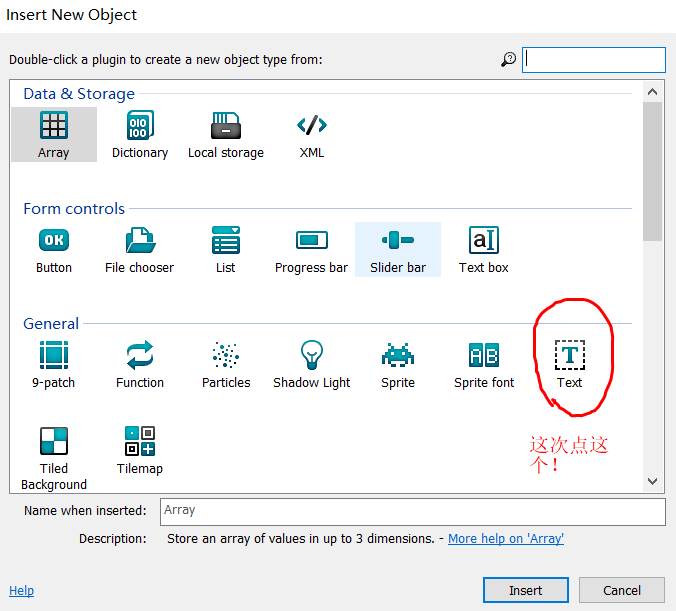 Insert New Object
Double-click a plugin to create a new object type from:
Data & Storage
Array
Dictionary
Local storage
XML
Form controls
Button
File chooser
List
Progress bar
Slider bar
Text box
General
9-patch
Function
Particles
Shadow Light
Sprite
Sprite font
Text
Tiled
Background
Tilemap
这次点这
个！
Name when inserted:
Array
Description:
Store an array of values in up to 3 dimensions. - More help on 'Array'
Help
Insert
Cancel